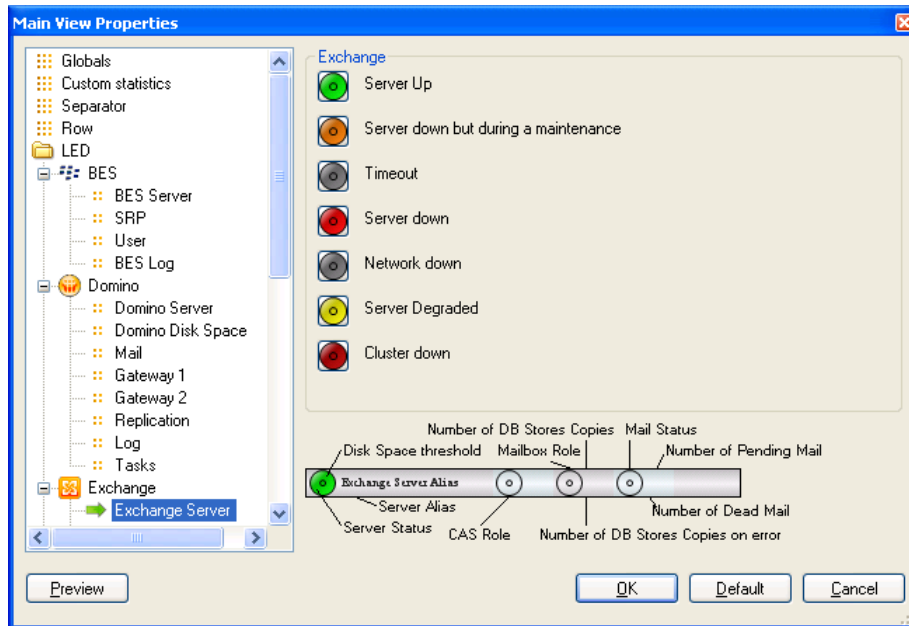 Main View Properties
Globals
Custom statistics
Separator
Row
LED
BES
BES Server
SRP
User
BES Log
Domino
Domino Server
Domino Disk Space
Mail
Gateway 1
Gateway 2
Replication
Log
Tasks
Exchange
Exchange Server
Exchange
Server Up
Server down but during a maintenance
Timeout
Server down
Network down
Server Degraded
Cluster down
Number of DB Stores Copies
Mail Status
Disk Space threshold
Mailbox Role
Number of Pending Mail
Exchange Server Alias
Server Alias
Number of Dead Mail
Server Status
CAS Role
Number of DB Stores Copies on error
Preview
OK
Default
Cancel